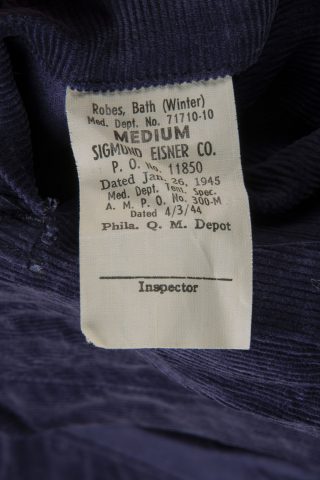 Robes, Bath (Winter)
Med. Dept. No. 71710-10
MEDIUM
SIGMUND EISNER CO.
P. O. No. 11850
Dated Jan. 26, 1945
Med. Dept. Tent. Spec.
A. M. P. O. No. 300-M
Dated 4/3/44
Phila. Q. M. Depot
Inspector